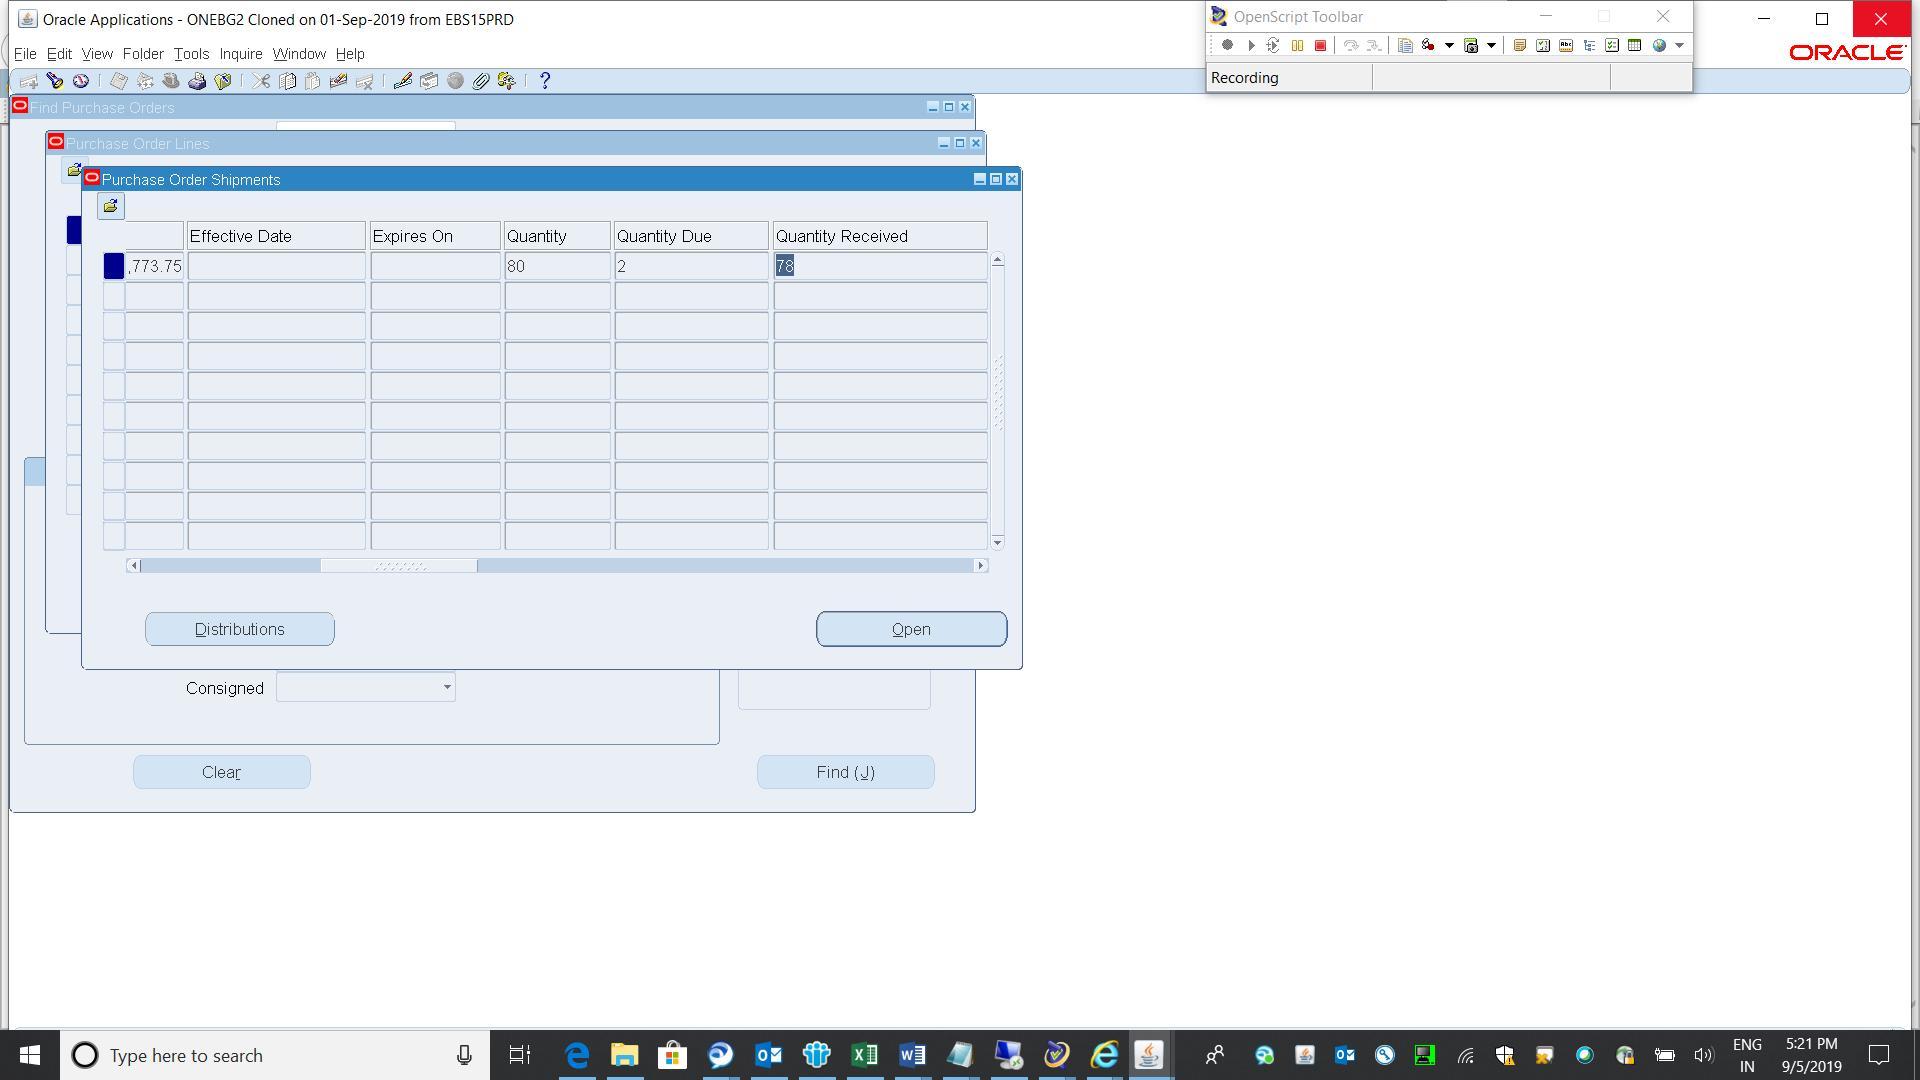 Oracle Applications - ONEBG2 Cloned on 01-Sep-2019 from EBS15PRD
OpenScript Toolbar
File Edit View Folder Tools Inquire Window Help
ORACLE
Recording
Find Purchase Orders
Purchase Order Lines
Purchase Order Shipments
Effective Date Expires On Quantity Quantity Due Quantity Received
,773.75 80 2 78
Distributions Open
Consigned
Clear Find (J)
Type here to search
ENG
IN
5:21 PM
9/5/2019